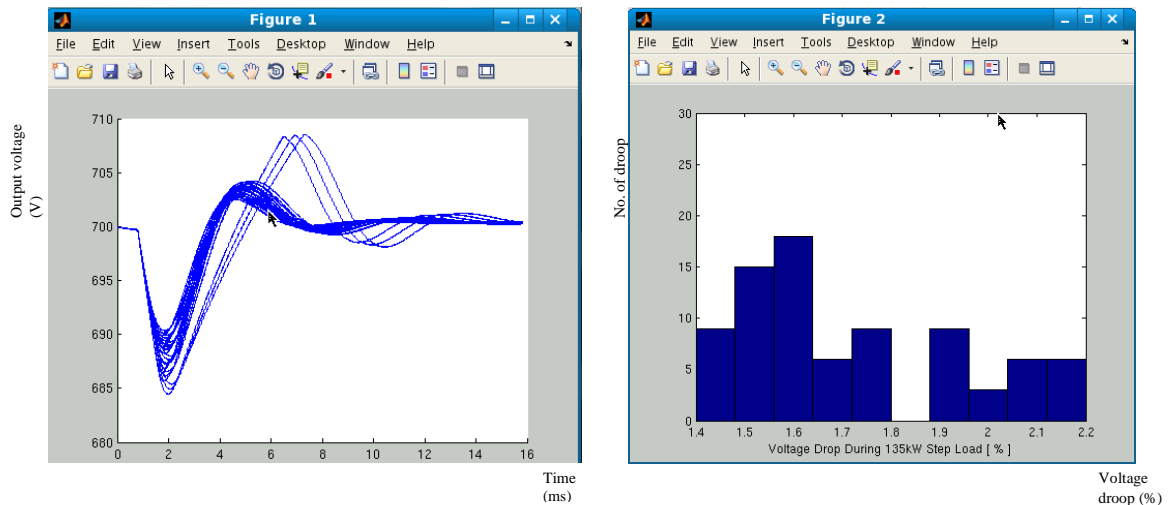 Figure 1
File Edit View Insert Tools Desktop Window Help
Output voltage
(V)
710
705
700
695
690
685
680
0 2 4 6 8 10 12 14 16
Time
(ms)
Figure 2
File Edit View Insert Tools Desktop Window Help
No. of droop
30
25
20
15
10
5
0
1.4 1.5 1.6 1.7 1.8 1.9 2 2.1 2.2
Voltage Drop During 135kW Step Load [ % ]
Voltage
droop (%)